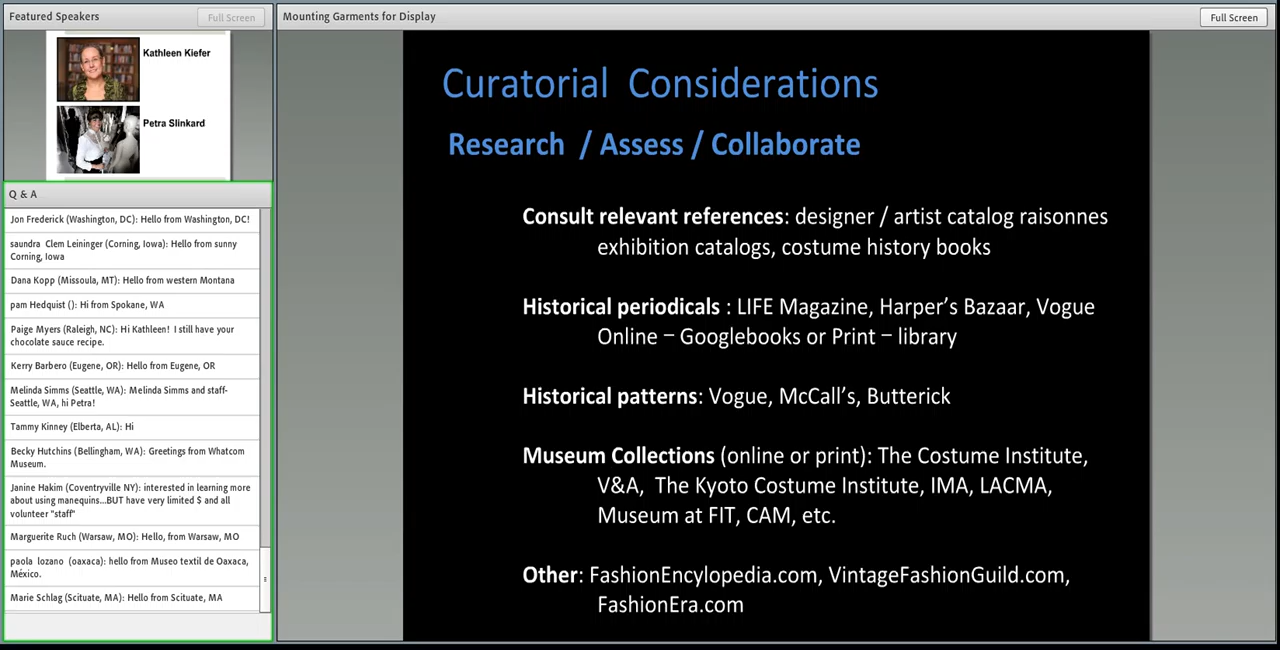 Featured Speakers
Full Screen
Kathleen Kiefer
Petra Slinkard
Q & A
Jon Frederick (Washington, DC): Hello from Washington, DC!
saundra Clem Leininger (Corning, Iowa): Hello from sunny
Corning, Iowa
Dana Kopp (Missoula, MT): Hello from western Montana
pam Hedquist (): Hi from Spokane, WA
Paige Myers (Raleigh, NC): Hi Kathleen! I still have your
chocolate sauce recipe.
Kerry Barbero (Eugene, OR): Hello from Eugene, OR
Melinda Simms (Seattle, WA): Melinda Simms and staff-
Seattle, WA, hi Petra!
Tammy Kinney (Elberta, AL): Hi
Becky Hutchins (Bellingham, WA): Greetings from Whatcom
Museum.
Janine Hakim (Coventryville NY): interested in learning more
about using manequins...BUT have very limited $ and all
volunteer "staff"
Marguerite Ruch (Warsaw, MO): Hello, from Warsaw, MO
paola lozano (oaxaca): hello from Museo textil de Oaxaca,
México.
Marie Schlag (Scituate, MA): Hello from Scituate, MA
Mounting Garments for Display
Full Screen
Curatorial Considerations
Research / Assess / Collaborate
Consult relevant references: designer / artist catalog raisonnes
exhibition catalogs, costume history books
Historical periodicals : LIFE Magazine, Harper's Bazaar, Vogue
Online – Googlebooks or Print – library
Historical patterns: Vogue, McCall's, Butterick
Museum Collections (online or print): The Costume Institute,
V&A, The Kyoto Costume Institute, IMA, LACMA,
Museum at FIT, CAM, etc.
Other: FashionEncylopedia.com, VintageFashionGuild.com,
FashionEra.com